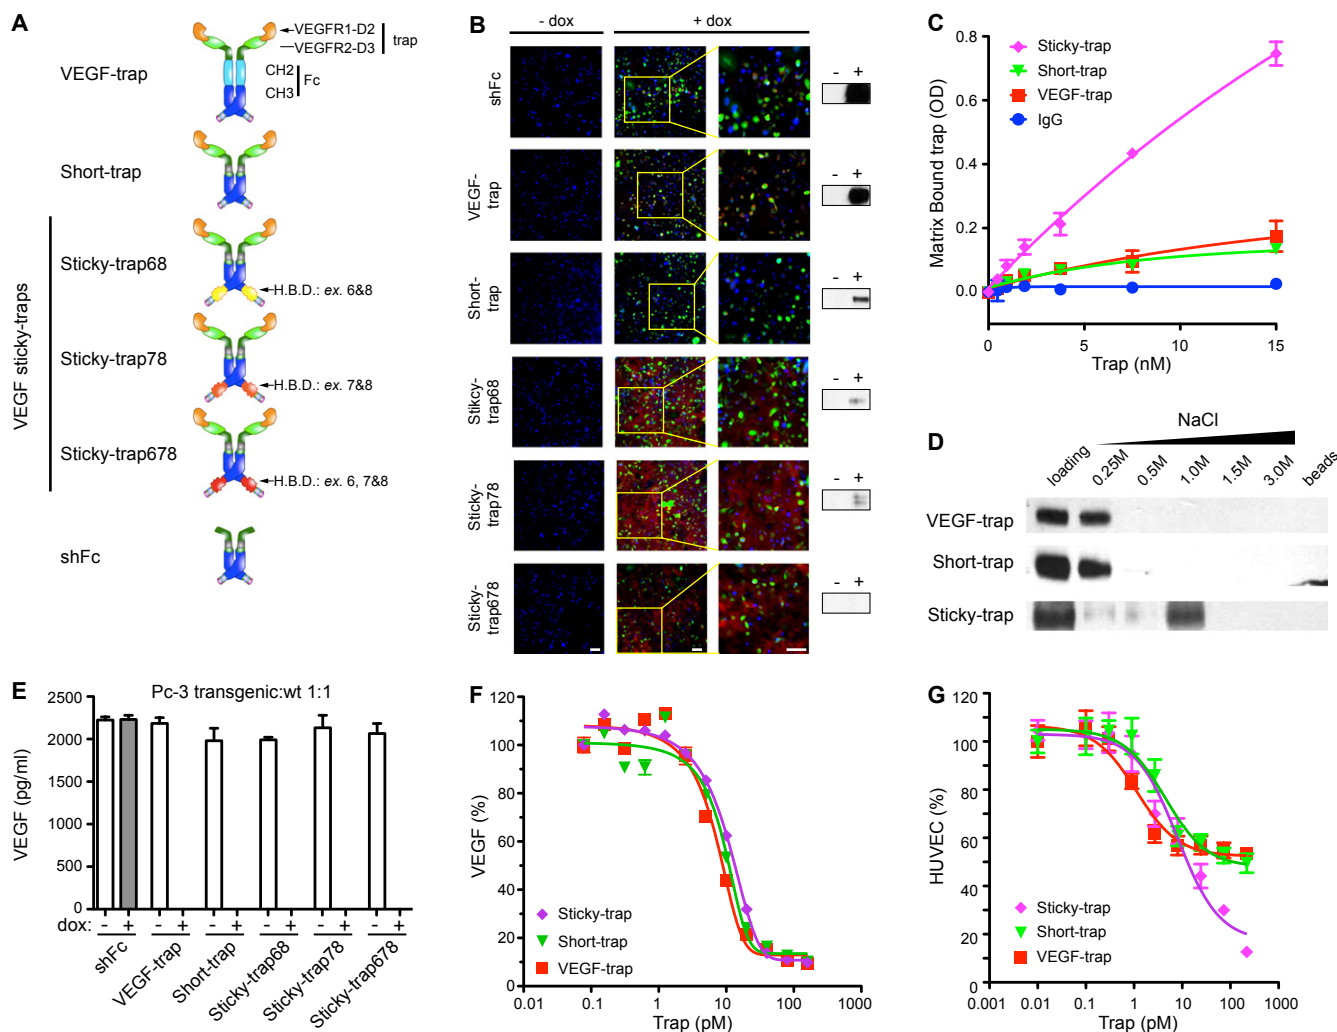 A
VEGF-trap
VEGFR1-D2
VEGFR2-D3
trap
CH2
CH3
Fc
Short-trap
VEGF sticky-traps
Sticky-trap68
H.B.D.: ex. 6&8
Sticky-trap78
H.B.D.: ex. 7&8
Sticky-trap678
H.B.D.: ex. 6, 7&8
shFc
B
- dox
+ dox
shFc
- +
VEGF-
trap
- +
Short-
trap
- +
Stikcy-
trap68
- +
Sticky-
trap78
- +
Sticky-
trap678
- +
C
Matrix Bound trap (OD)
0.8
0.6
0.4
0.2
0.0
Sticky-trap
Short-trap
VEGF-trap
IgG
0 5 10 15
Trap (nM)
D
NaCl
loading 0.25M 0.5M 1.0M 1.5M 3.0M beads
VEGF-trap
Short-trap
Sticky-trap
E
Pc-3 transgenic:wt 1:1
VEGF (pg/ml)
2500
2000
1500
1000
500
0
dox: - + - + - + - + - + - +
shFc VEGF-trap Short-trap Sticky-trap68 Sticky-trap78 Sticky-trap678
F
VEGF (%)
120
100
80
60
40
20
0
Sticky-trap
Short-trap
VEGF-trap
0.01 0.1 1 10 100 1000
Trap (pM)
G
HUVEC (%)
120
100
80
60
40
20
0
Sticky-trap
Short-trap
VEGF-trap
0.001 0.01 0.1 1 10 100 1000
Trap (pM)